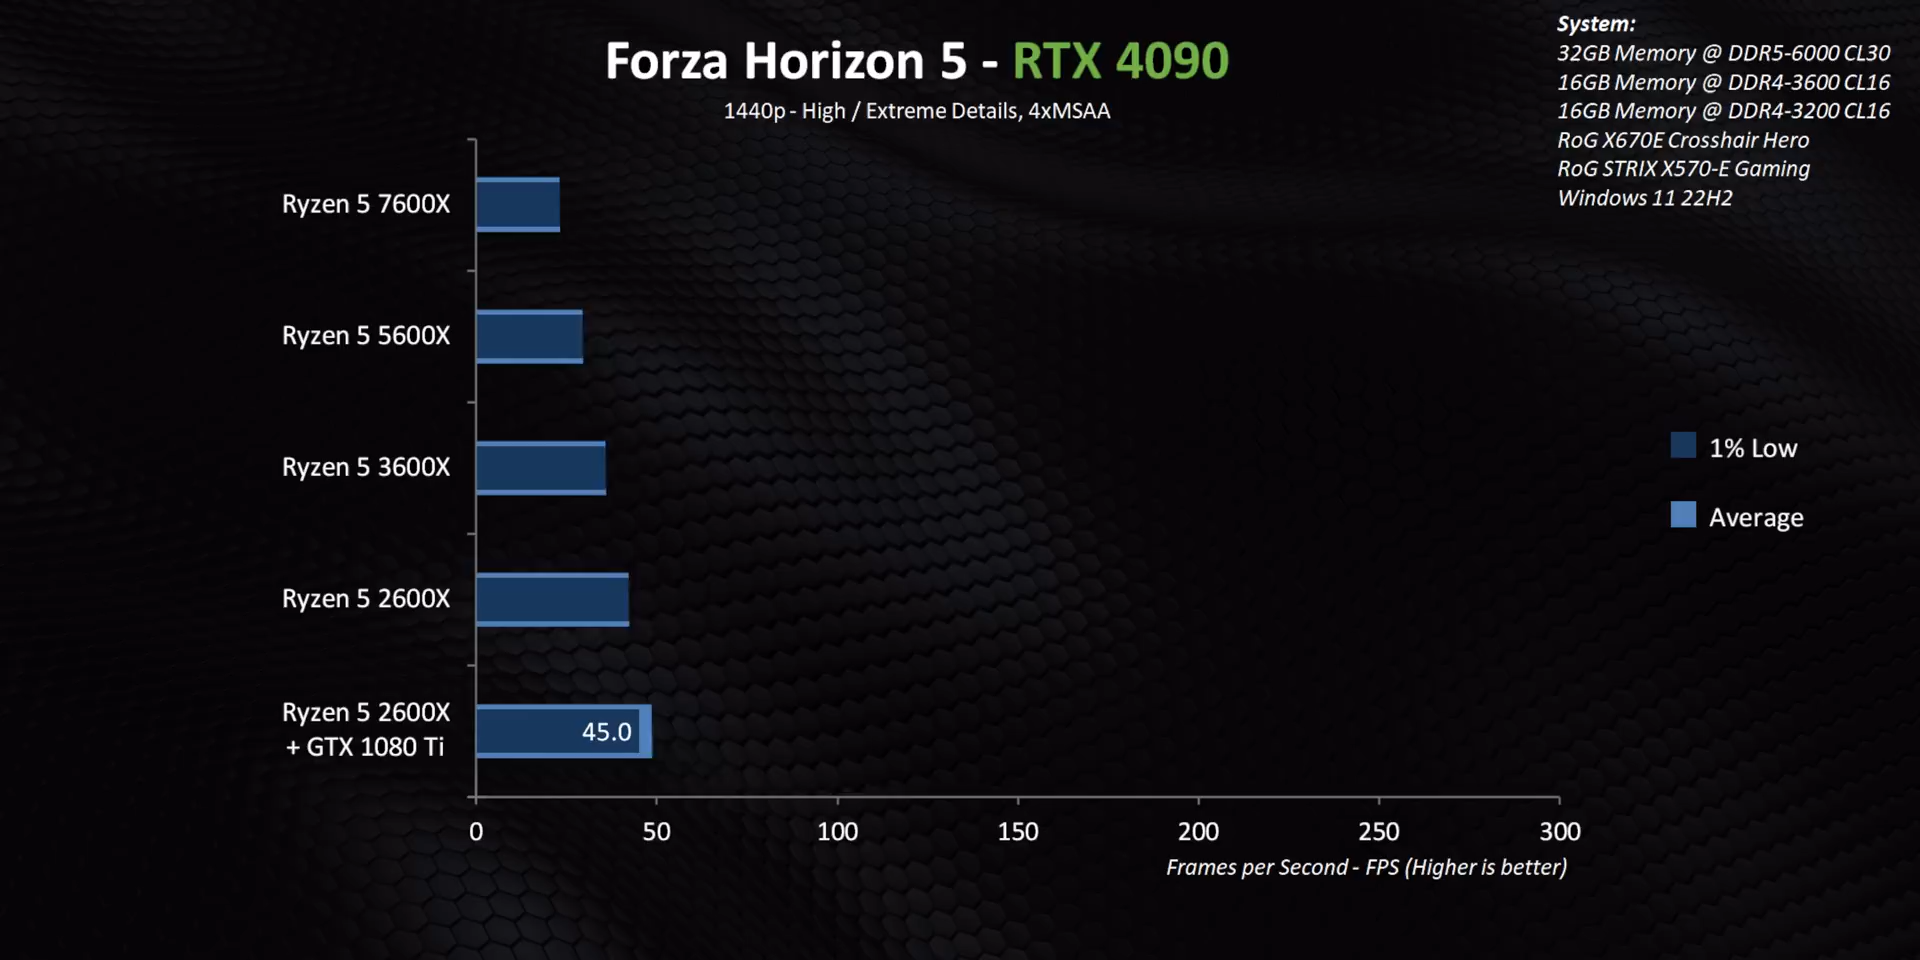 Forza Horizon 5 - RTX 4090
1440p - High / Extreme Details, 4xMSAA
System:
32GB Memory @ DDR5-6000 CL30
16GB Memory @ DDR4-3600 CL16
16GB Memory @ DDR4-3200 CL16
RoG X670E Crosshair Hero
RoG STRIX X570-E Gaming
Windows 11 22H2
Ryzen 5 7600X
Ryzen 5 5600X
Ryzen 5 3600X
Ryzen 5 2600X
Ryzen 5 2600X
+ GTX 1080 Ti
45.0
1% Low
Average
0 50 100 150 200 250 300
Frames per Second - FPS (Higher is better)